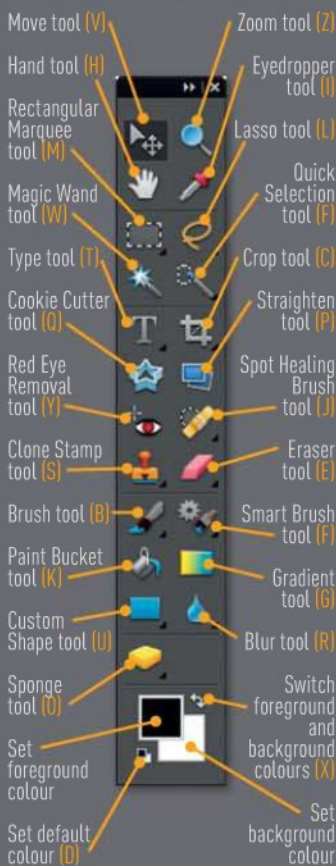 Move tool (V)
Zoom tool (Z)
Hand tool (H)
Eyedropper
tool (I)
Rectangular
Marquee
tool (M)
Lasso tool (L)
Magic Wand
tool (W)
Quick
Selection
tool (F)
Type tool (T)
Crop tool (C)
Cookie Cutter
tool (Q)
Straighten
tool (P)
Red Eye
Removal
tool (Y)
Spot Healing
Brush
tool (J)
Clone Stamp
tool (S)
Eraser
tool (E)
Brush tool (B)
Smart Brush
tool (F)
Paint Bucket
tool (K)
Gradient
tool (G)
Custom
Shape tool (U)
Blur tool (R)
Sponge
tool (O)
Switch
foreground
and
background
colours (X)
Set
foreground
colour
Set default
colour (D)
Set
background
colour
T